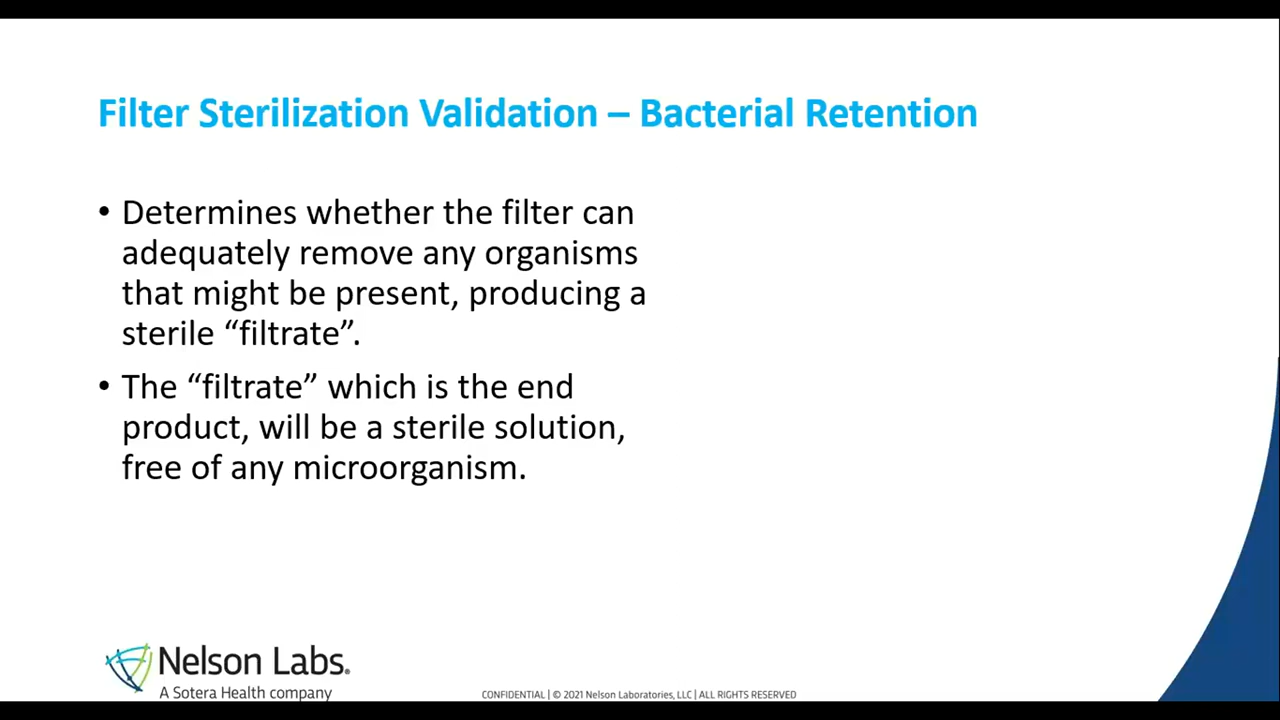 Filter Sterilization Validation – Bacterial Retention
• Determines whether the filter can
adequately remove any organisms
that might be present, producing a
sterile “filtrate”.
• The “filtrate” which is the end
product, will be a sterile solution,
free of any microorganism.
Nelson Labs®
A Sotera Health company
CONFIDENTIAL | © 2021 Nelson Laboratories, LLC | ALL RIGHTS RESERVED